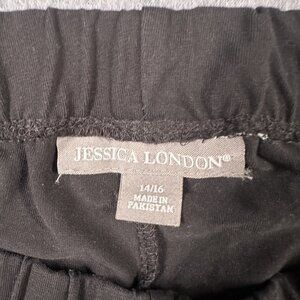 JESSICA LONDON®
14/16
MADE IN
PAKISTAN